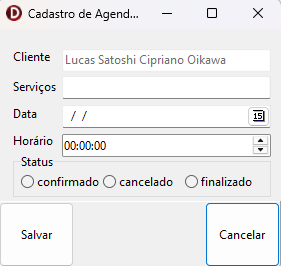 Cadastro de Agend...
Cliente Lucas Satoshi Cipriano Oikawa
Serviços
Data / / 15
Horário 00:00:00
Status
confirmado cancelado finalizado
Salvar Cancelar